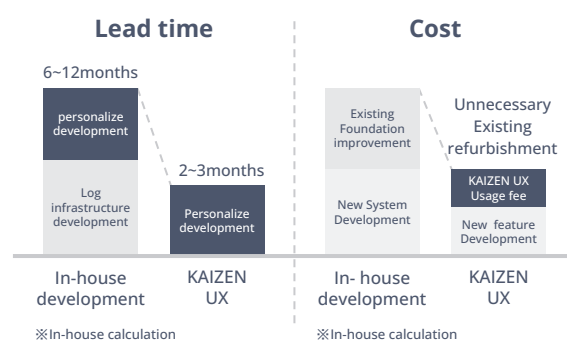 Lead time
6~12months
personalize
development
Log
infrastructure
development
2~3months
Personalize
development
In-house
development
KAIZEN
UX
※In-house calculation
Cost
Existing
Foundation
improvement
New System
Development
Unnecessary
Existing
refurbishment
KAIZEN UX
Usage fee
New feature
Development
In- house
development
KAIZEN
UX
※In-house calculation